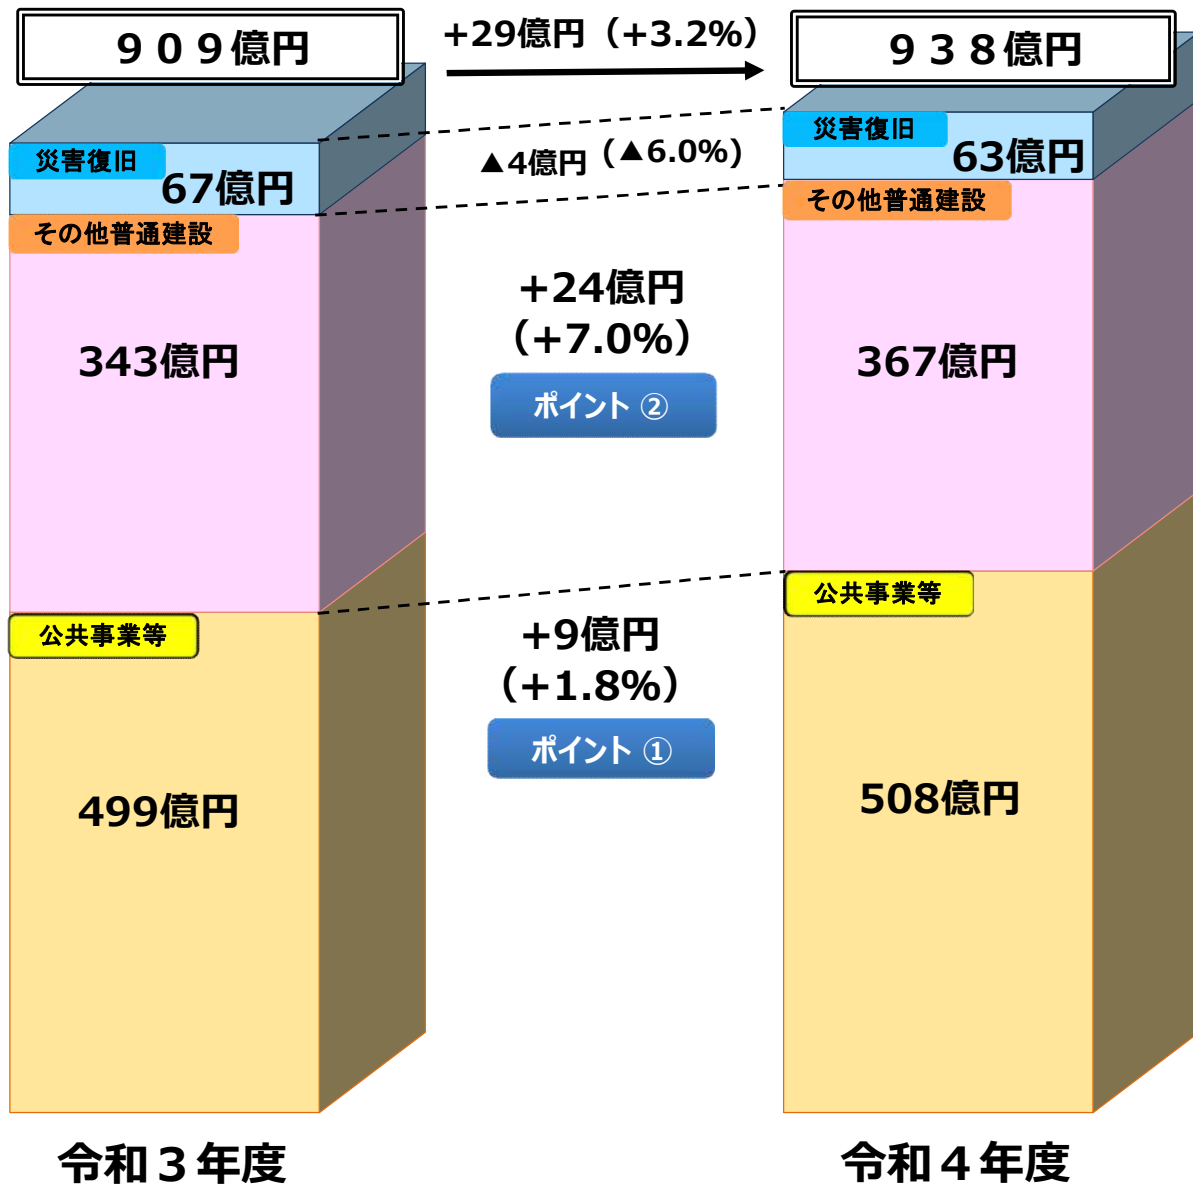 ９０９億円
+29億円（+3.2%）
９３８億円
災害復旧
67億円
▲4億円（▲6.0%）
災害復旧
63億円
その他普通建設
343億円
+24億円
（+7.0%）
ポイント ②
その他普通建設
367億円
公共事業等
499億円
+9億円
（+1.8%）
ポイント ①
公共事業等
508億円
令和３年度
令和４年度